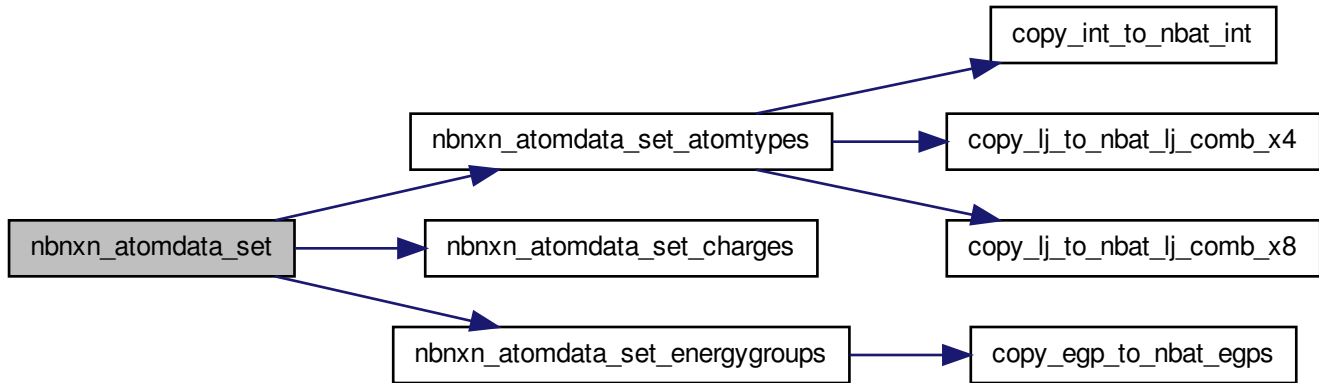 copy_int_to_nbat_int
nbnxn_atomdata_set_atomtypes
copy_lj_to_nbat_lj_comb_x4
nbnxn_atomdata_set
nbnxn_atomdata_set_charges
copy_lj_to_nbat_lj_comb_x8
nbnxn_atomdata_set_energygroups
copy_egp_to_nbat_egps